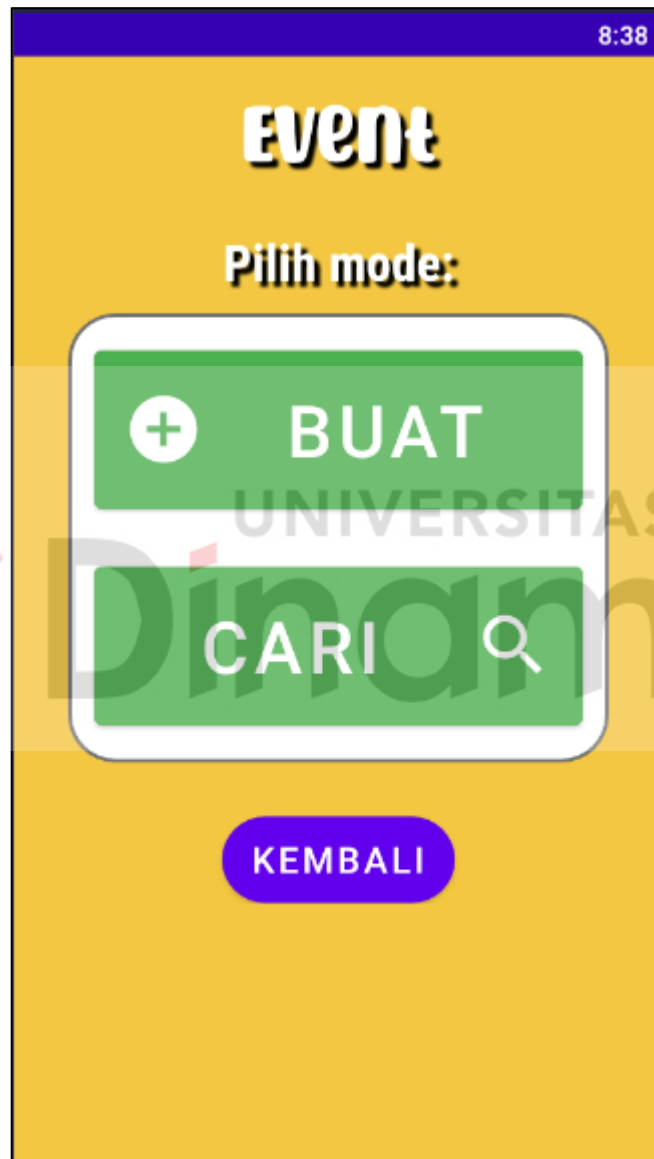 8:38
Event
Pilih mode:
BUAT
UNIVERSITAS
Dinam
CARI
KEMBALI